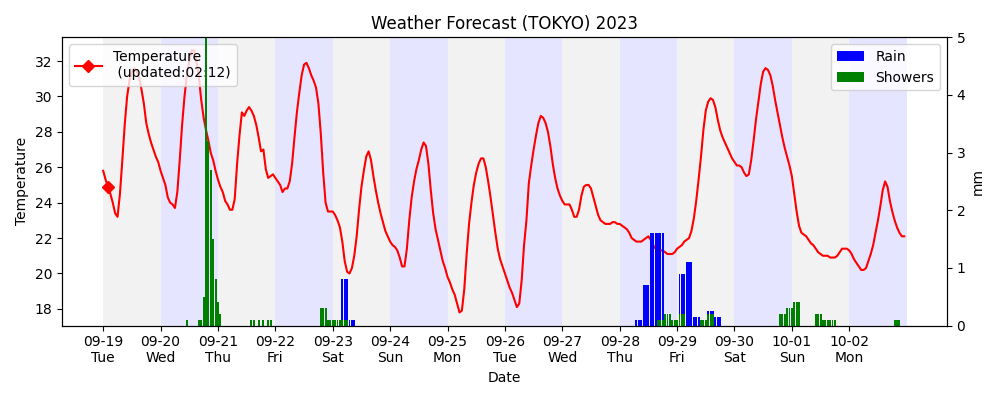 Weather Forecast (TOKYO) 2023
Temperature
(updated:02:12)
Rain
Showers
Temperature
32
30
28
26
24
22
20
18
5
4
3
2
1
0
mm
09-19 09-20 09-21 09-22 09-23 09-24 09-25 09-26 09-27 09-28 09-29 09-30 10-01 10-02
Tue Wed Thu Fri Sat Sun Mon Tue Wed Thu Fri Sat Sun Mon
Date